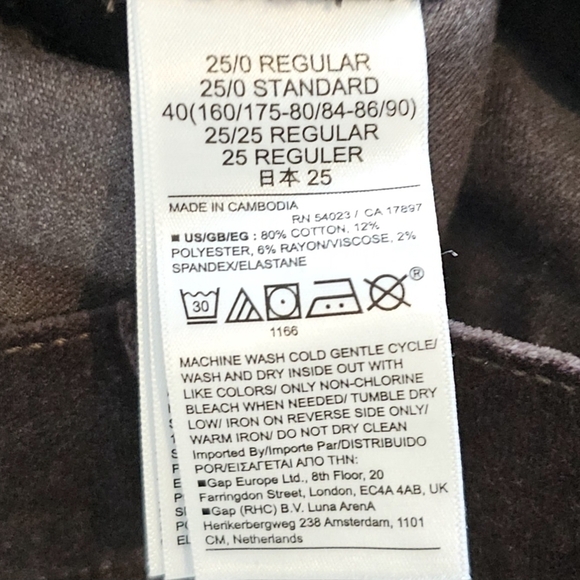 25/0 REGULAR
25/0 STANDARD
40(160/175-80/84-86/90)
25/25 REGULAR
25 REGULER
日本 25
MADE IN CAMBODIA
RN 54023 / CA 17897
■ US/GB/EG : 80% COTTON, 12%
POLYESTER, 6% RAYON/VISCOSE, 2%
SPANDEX/ELASTANE
30
®
1166
MACHINE WASH COLD GENTLE CYCLE/
WASH AND DRY INSIDE OUT WITH
LIKE COLORS/ ONLY NON-CHLORINE
BLEACH WHEN NEEDED/ TUMBLE DRY
LOW/ IRON ON REVERSE SIDE ONLY/
WARM IRON/ DO NOT DRY CLEAN
Imported By/Importe Par/DISTRIBUIDO
POR/ΕΙΣΑΓΕΤΑΙ ΑΠΟ ΤΗΝ:
■Gap Europe Ltd., 8th Floor, 20
Farringdon Street, London, EC4A 4AB, UK
■Gap (RHC) B.V. Luna ArenA
Herikerbergweg 238 Amsterdam, 1101
CM, Netherlands